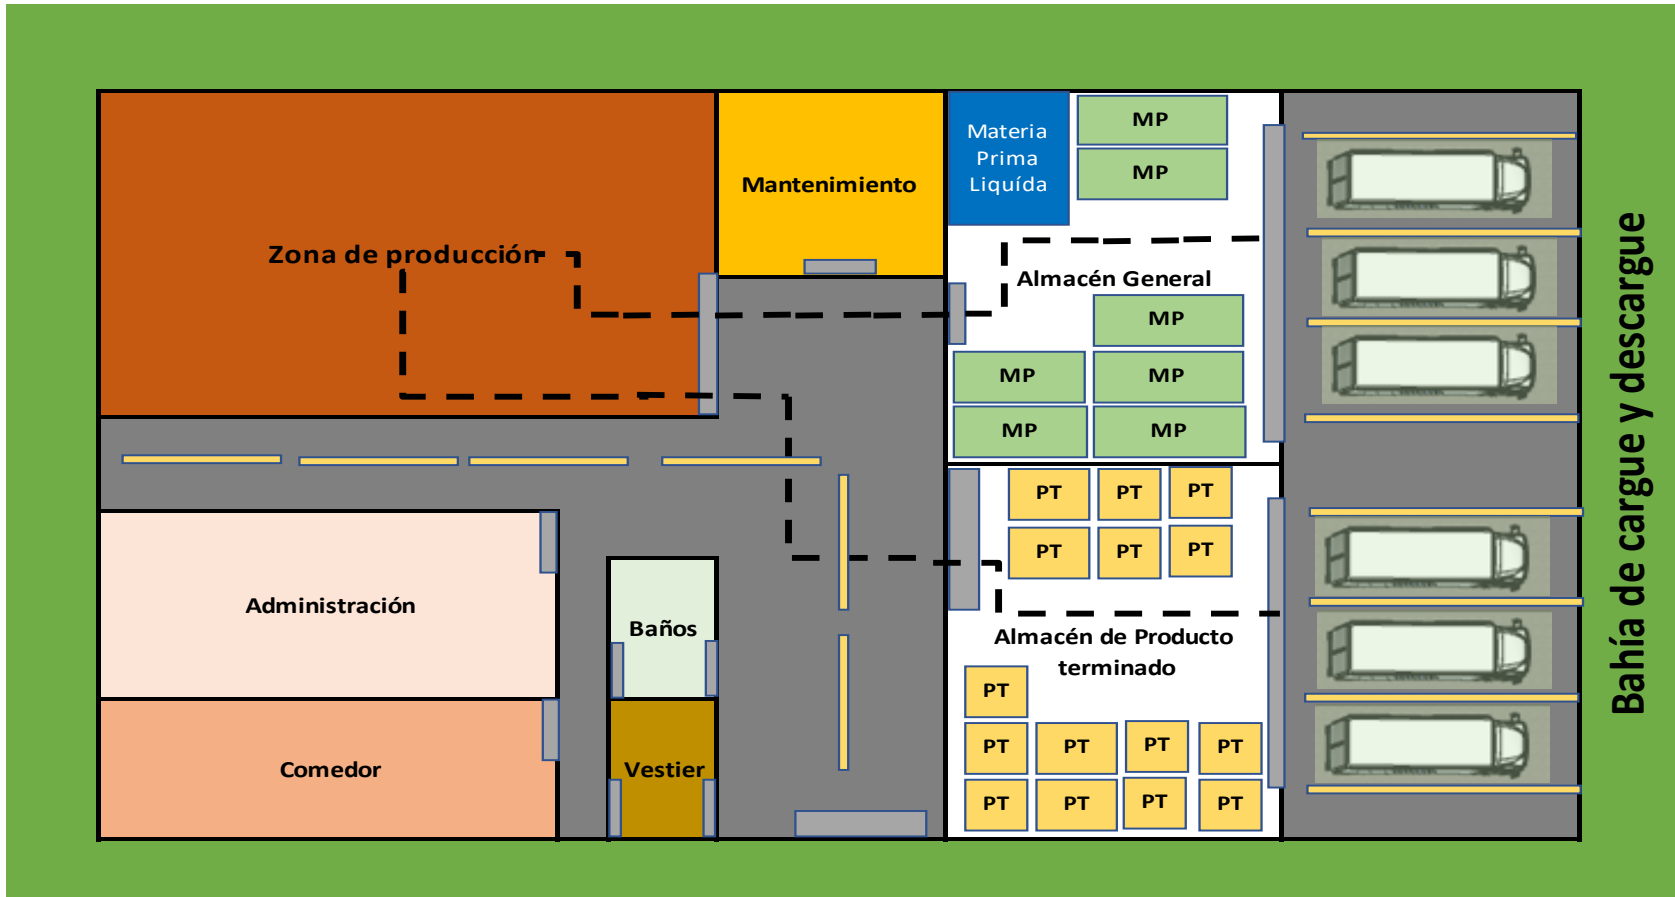 Materia
Prima
Liquída
MP
MP
Mantenimiento
Zona de producción
Almacén General
MP
MP
MP
MP
MP
Bahía de cargue y descargue
PT
PT
PT
PT
PT
PT
Administración
Baños
Almacén de Producto
terminado
PT
Comedor
Vestier
PT
PT
PT
PT
PT
PT
PT
PT